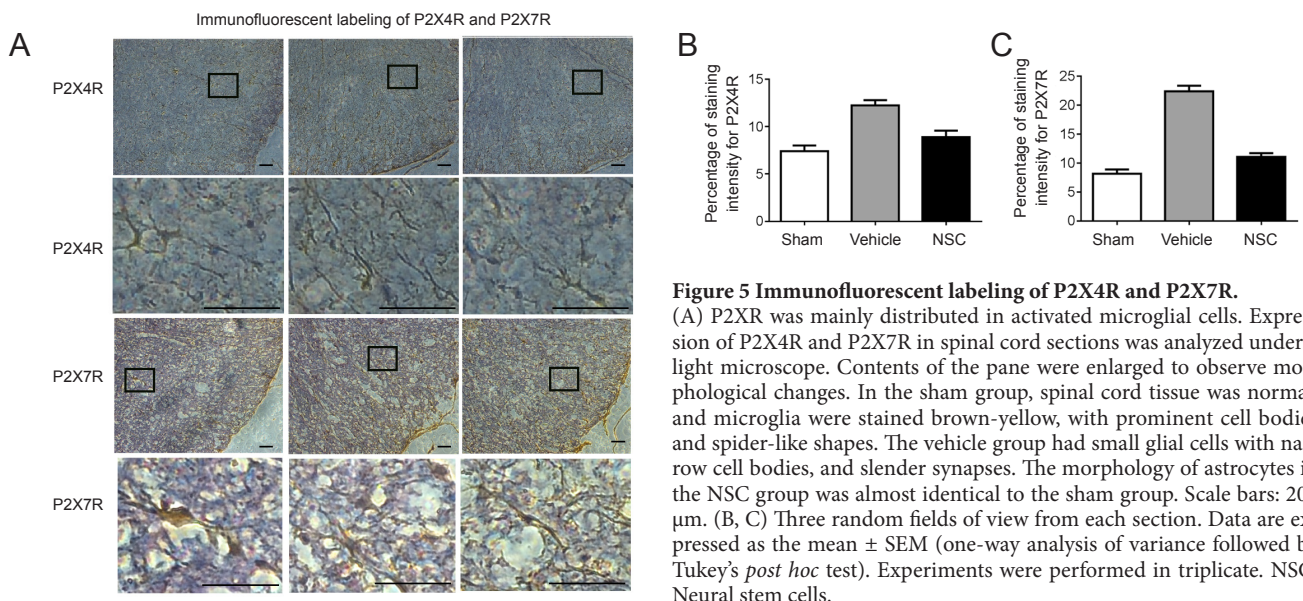 Immunofluorescent labeling of P2X4R and P2X7R
A
P2X4R
P2X4R
P2X7R
P2X7R
B
Percentage of staining
intensity for P2X4R
15
10
5
0
Sham Vehicle NSC
C
Percentage of staining
intensity for P2X7R
25
20
15
10
5
0
Sham Vehicle NSC
Figure 5 Immunofluorescent labeling of P2X4R and P2X7R.
(A) P2XR was mainly distributed in activated microglial cells. Expre
sion of P2X4R and P2X7R in spinal cord sections was analyzed under
light microscope. Contents of the pane were enlarged to observe mo
phological changes. In the sham group, spinal cord tissue was norma
and microglia were stained brown-yellow, with prominent cell bodie
and spider-like shapes. The vehicle group had small glial cells with na
row cell bodies, and slender synapses. The morphology of astrocytes i
the NSC group was almost identical to the sham group. Scale bars: 20
μm. (B, C) Three random fields of view from each section. Data are ex
pressed as the mean ± SEM (one-way analysis of variance followed b
Tukey's post hoc test). Experiments were performed in triplicate. NSC
Neural stem cells.